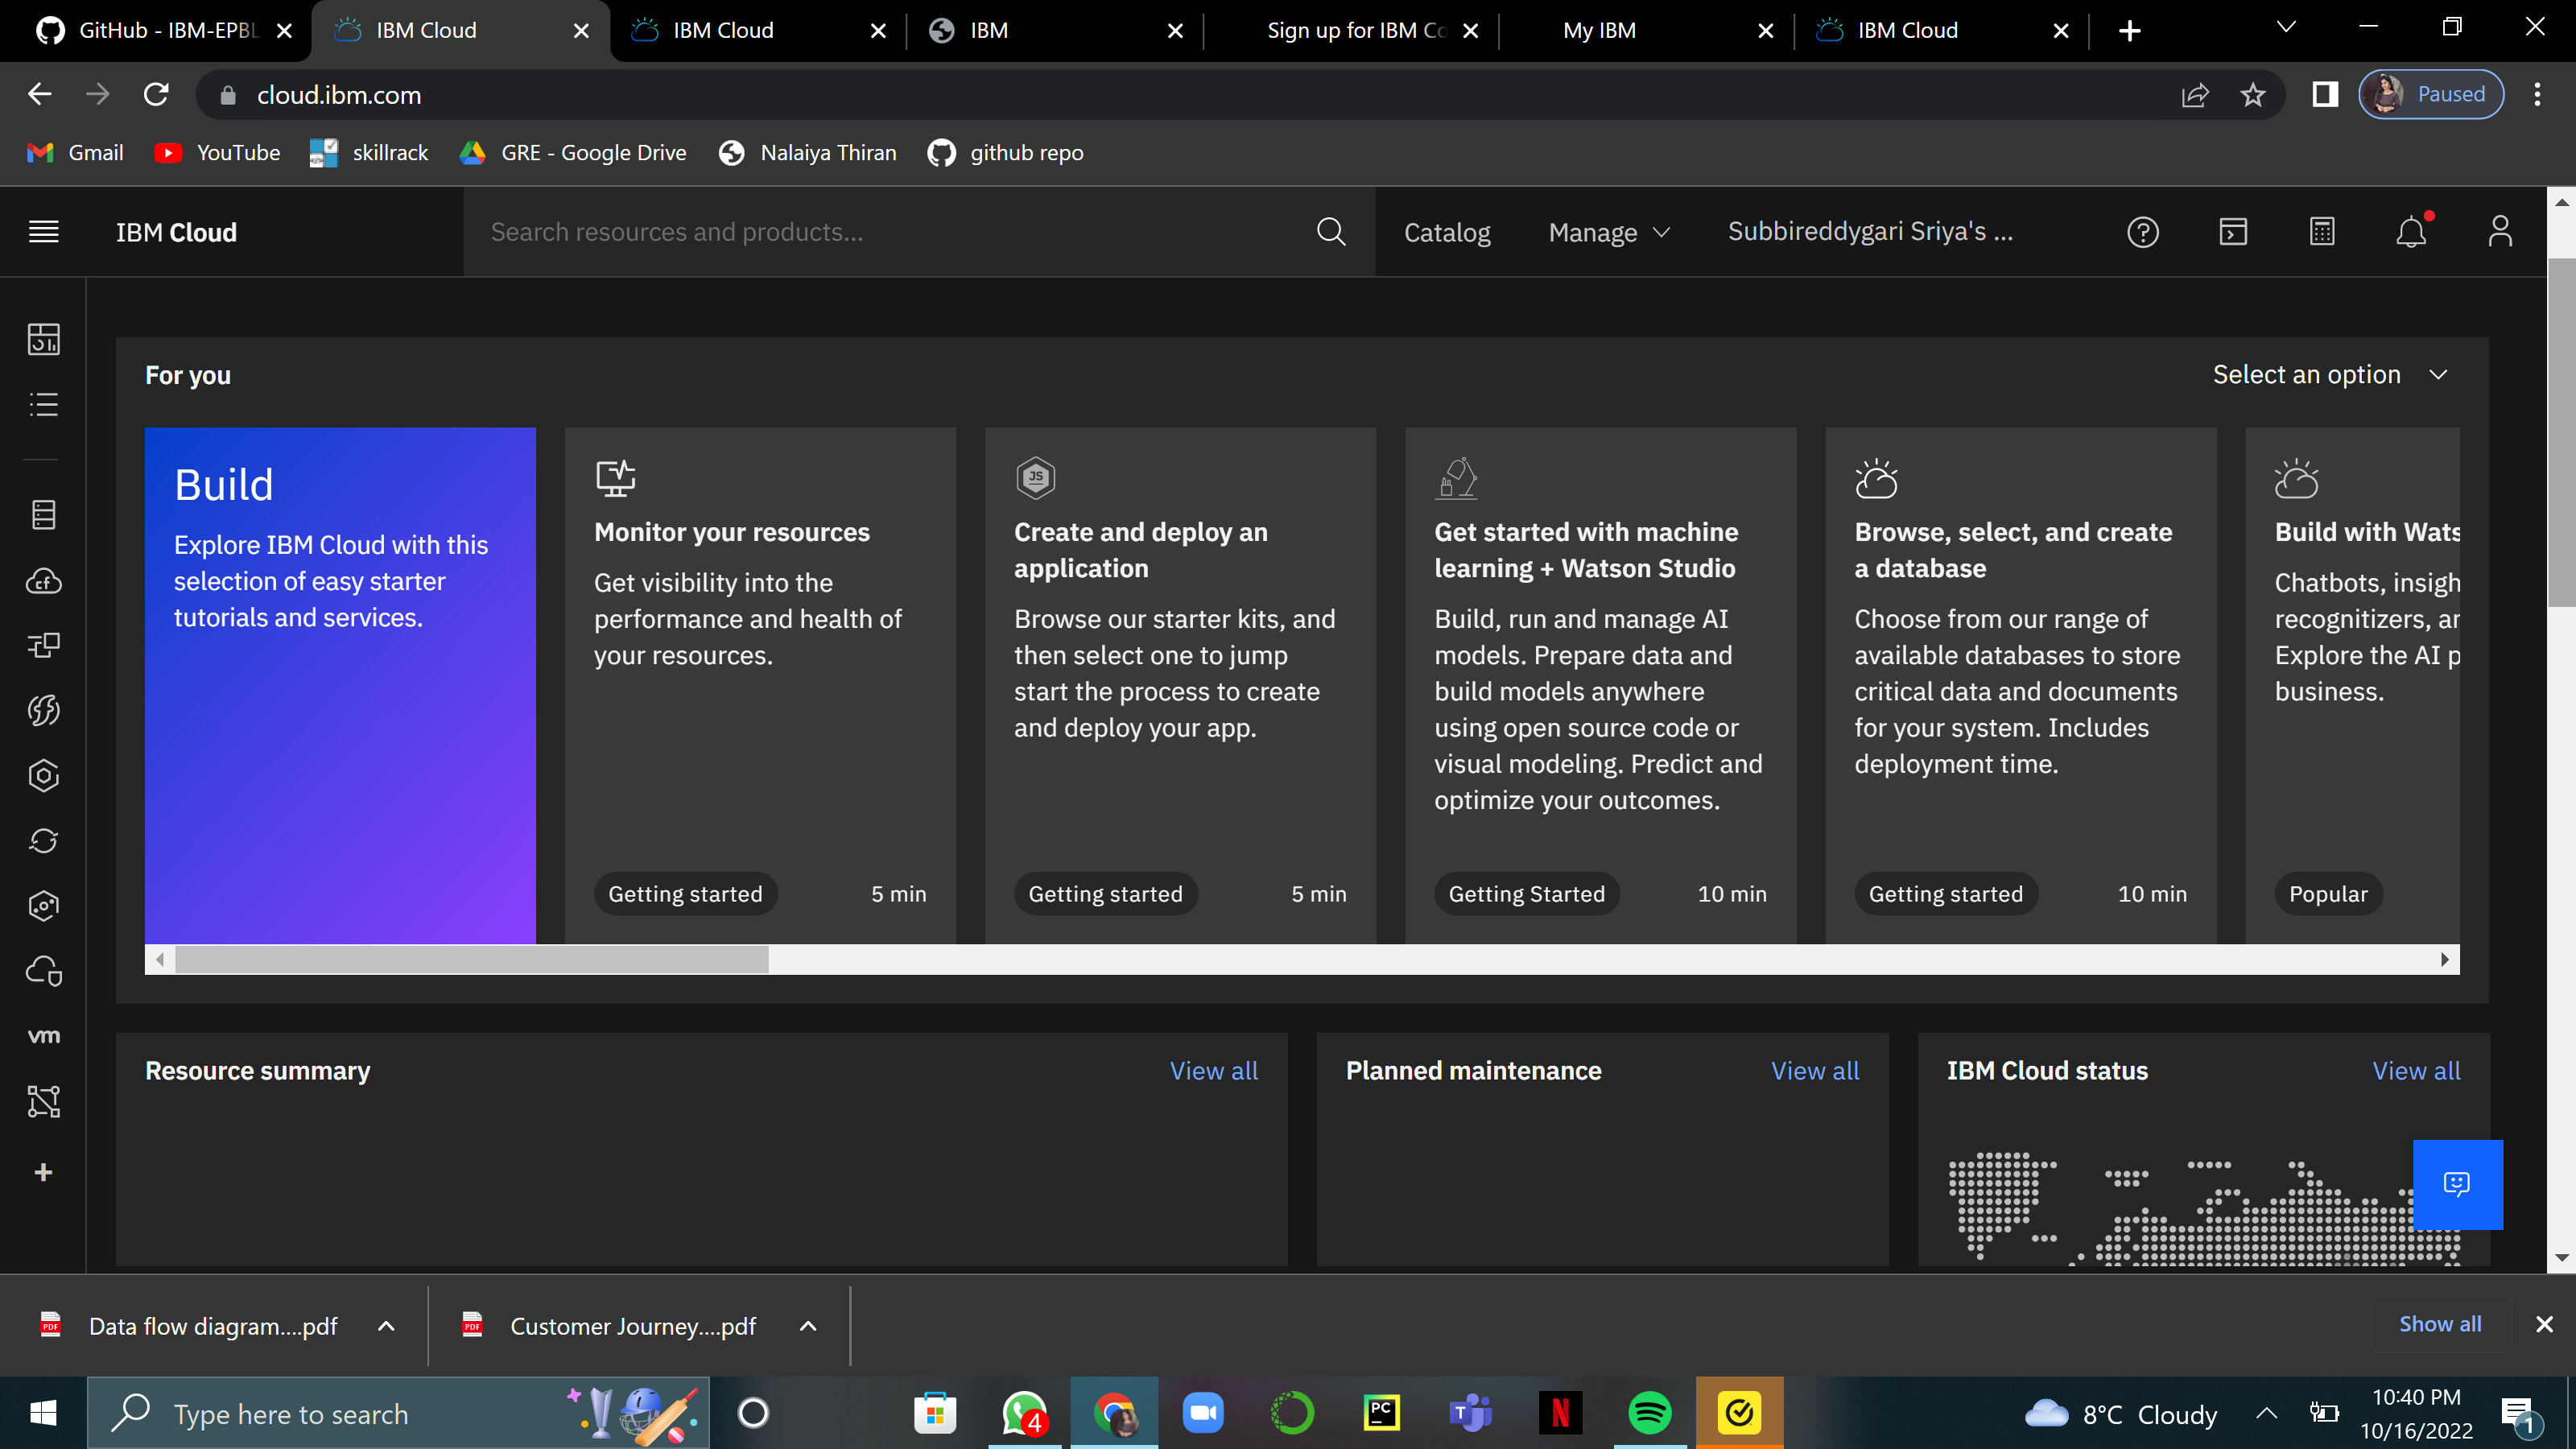 GitHub - IBM-EPBL
IBM Cloud
IBM Cloud
IBM
Sign up for IBM Co
My IBM
IBM Cloud
cloud.ibm.com
Paused
Gmail
YouTube
skillrack
GRE - Google Drive
Nalaiya Thiran
github repo
IBM Cloud
Search resources and products...
Catalog
Manage
Subbireddygari Sriya's ...
For you
Select an option
Build
Explore IBM Cloud with this
selection of easy starter
tutorials and services.
Monitor your resources
Get visibility into the
performance and health of
your resources.
Getting started
5 min
JS
Create and deploy an
application
Browse our starter kits, and
then select one to jump
start the process to create
and deploy your app.
Getting started
5 min
Get started with machine
learning + Watson Studio
Build, run and manage AI
models. Prepare data and
build models anywhere
using open source code or
visual modeling. Predict and
optimize your outcomes.
Getting Started
10 min
Browse, select, and create
a database
Choose from our range of
available databases to store
critical data and documents
for your system. Includes
deployment time.
Getting started
10 min
Build with Wats
Chatbots, insigh
recognitizers, ar
Explore the AI p
business.
Popular
cf
vm
Resource summary
View all
Planned maintenance
View all
IBM Cloud status
View all
PDF
Data flow diagram....pdf
PDF
Customer Journey....pdf
Show all
Type here to search
4
PC
T
N
8°C Cloudy
10:40 PM
10/16/2022
1